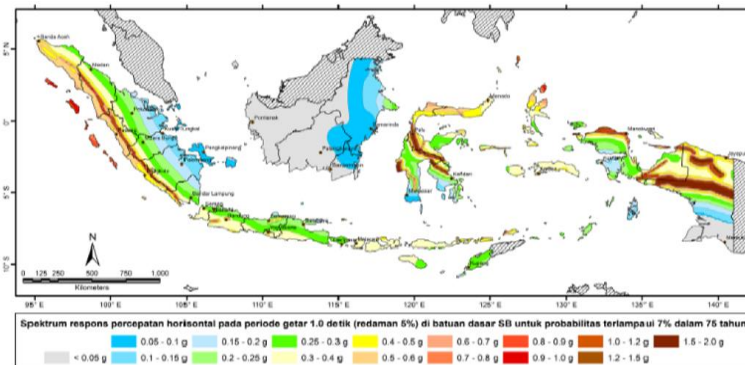 Banda Aceh
Medan
Padang
Kuala Tungkal
Pangkalpinang
Bengkulu
Bandar Lampung
Pontianak
Samarinda
Manado
Palu
Kendari
Makassar
Manokwari
Mataram
Kupang
N
0 125 250 500 750 1.000
Kilometers
95° E 100° E 105° E 110° E 115° E 120° E 125° E 130° E 135° E 140° E
5° N
0°
5° S
10° S
Spektrum respons percepatan horisontal pada periode getar 1.0 detik (redaman 5%) di batuan dasar SB untuk probabilitas terlampaui 7% dalam 75 tahun
0.05 - 0.1 g 0.15 - 0.2 g 0.25 - 0.3 g 0.4 - 0.5 g 0.6 - 0.7 g 0.8 - 0.9 g 1.0 - 1.2 g 1.5 - 2.0 g
< 0.05 g 0.1 - 0.15 g 0.2 - 0.25 g 0.3 - 0.4 g 0.5 - 0.6 g 0.7 - 0.8 g 0.9 - 1.0 g 1.2 - 1.5 g